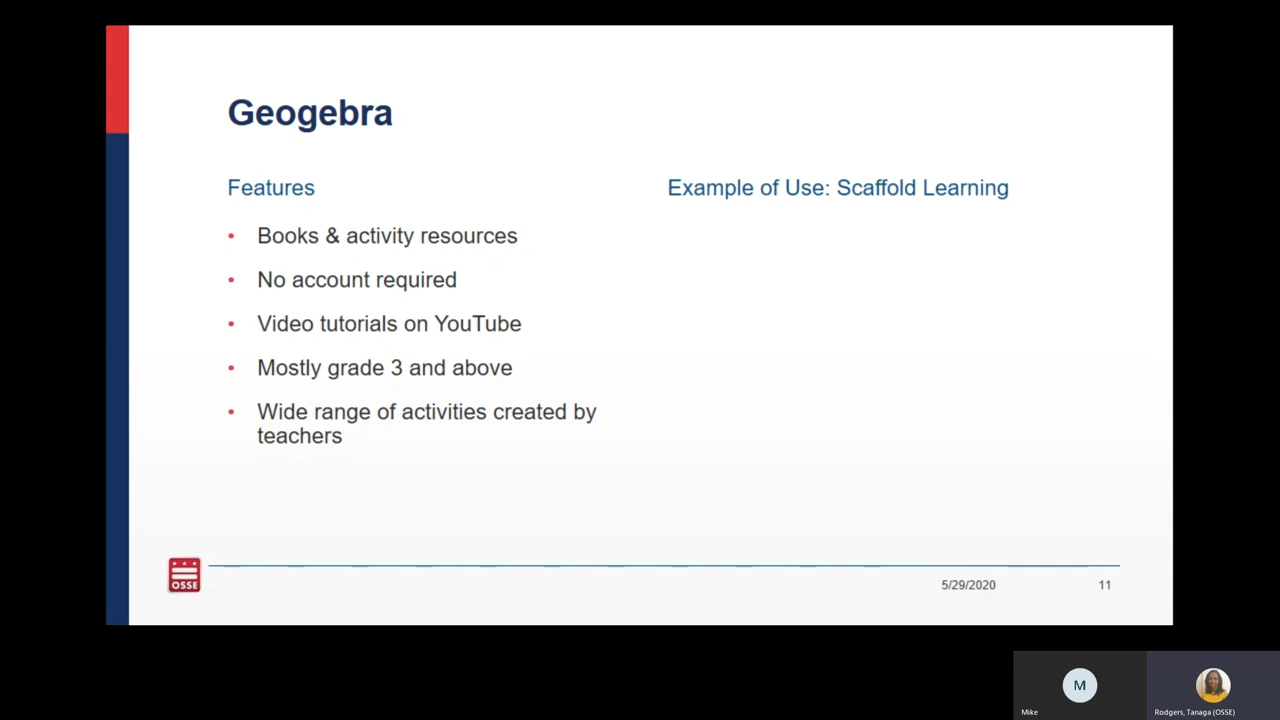 Geogebra
Features
Books & activity resources
No account required
Video tutorials on YouTube
Mostly grade 3 and above
Wide range of activities created by
teachers
Example of Use: Scaffold Learning
OSSE
5/29/2020
11
M
Mike
Rodgers, Tanaga (OSSE)